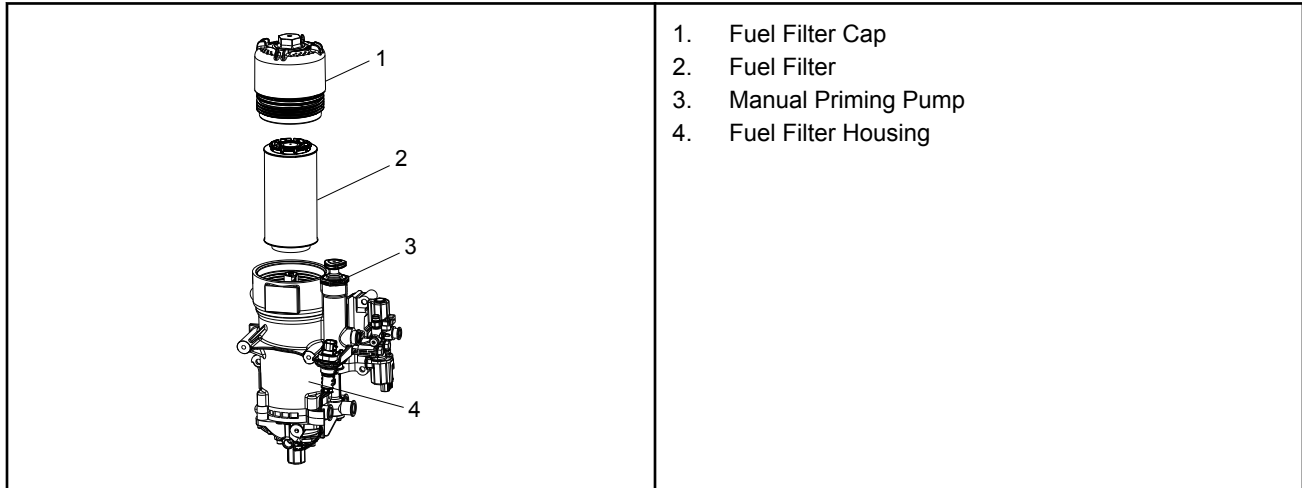 1
2
3
4
1. Fuel Filter Cap
2. Fuel Filter
3. Manual Priming Pump
4. Fuel Filter Housing